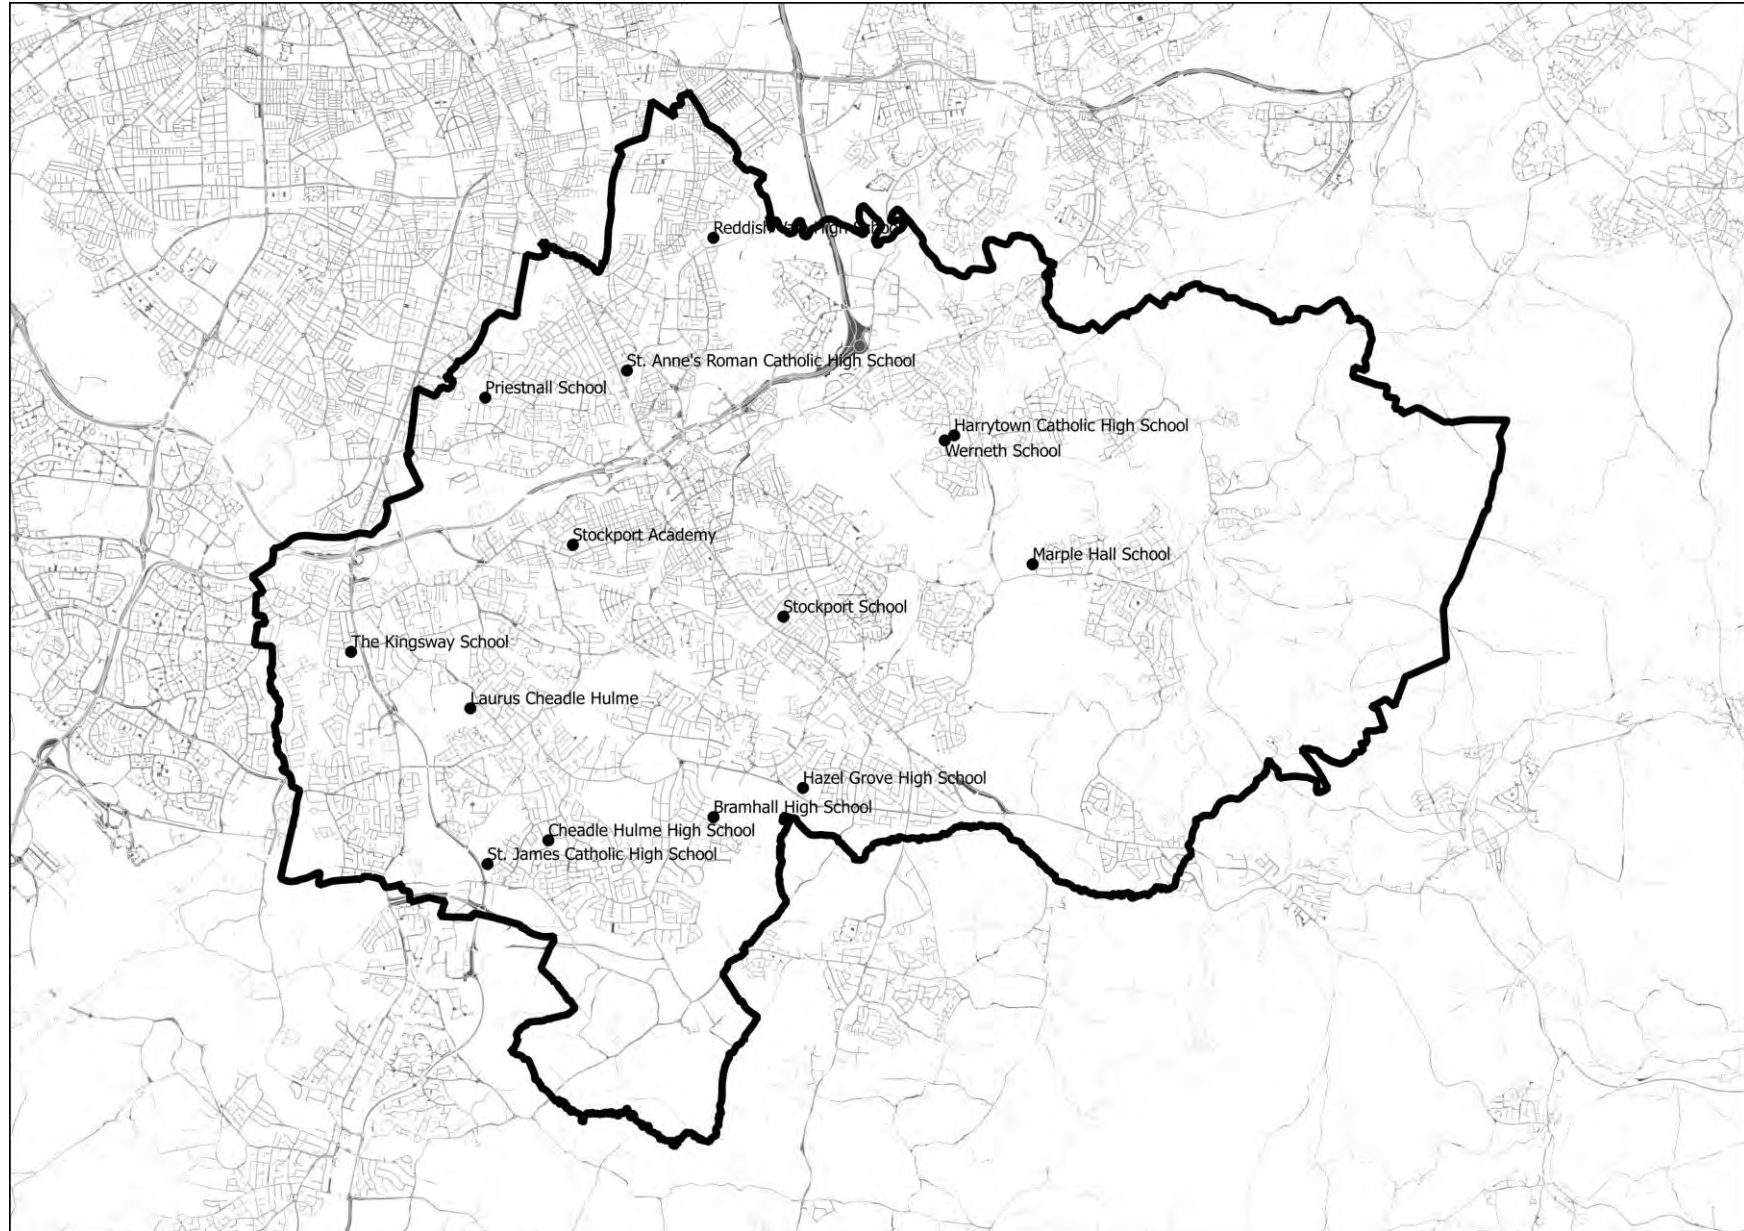 Reddish Vale High School
St. Anne's Roman Catholic High School
Priestnall School
Harrytown Catholic High School
Werneth School
Stockport Academy
Marple Hall School
Stockport School
The Kingsway School
Laurus Cheadle Hulme
Hazel Grove High School
Bramhall High School
Cheadle Hulme High School
St. James Catholic High School